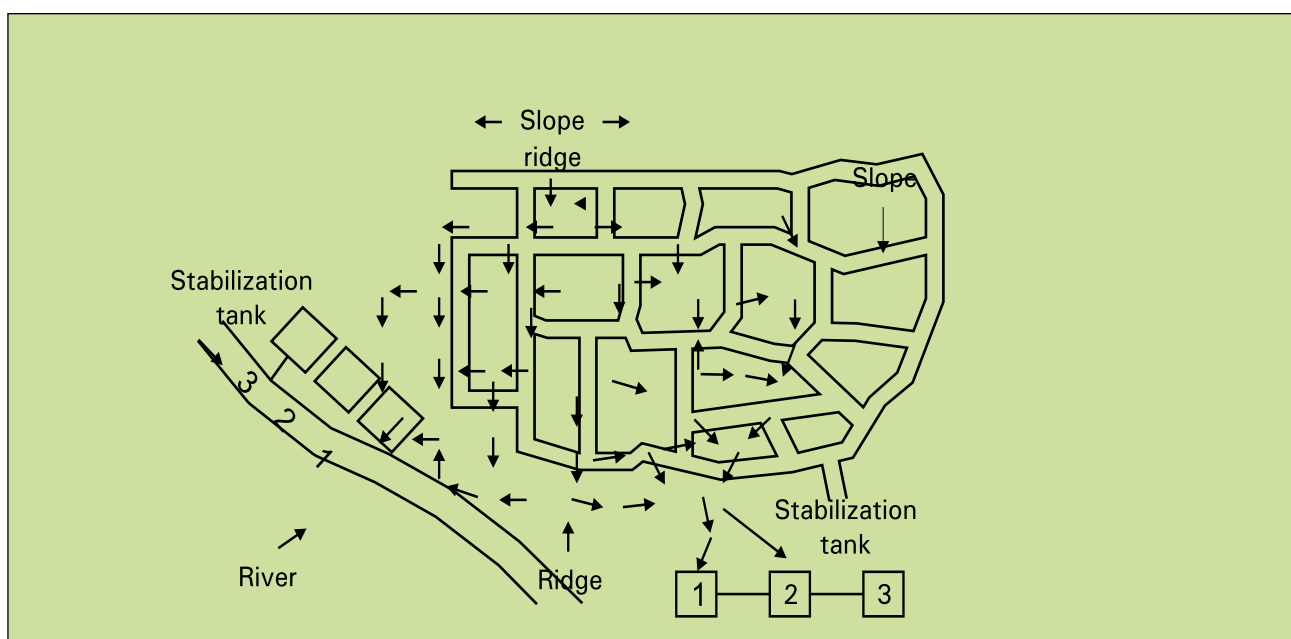 Slope
ridge
Slope
Stabilization
tank
3
2
1
River
Ridge
Stabilization
tank
1
2
3